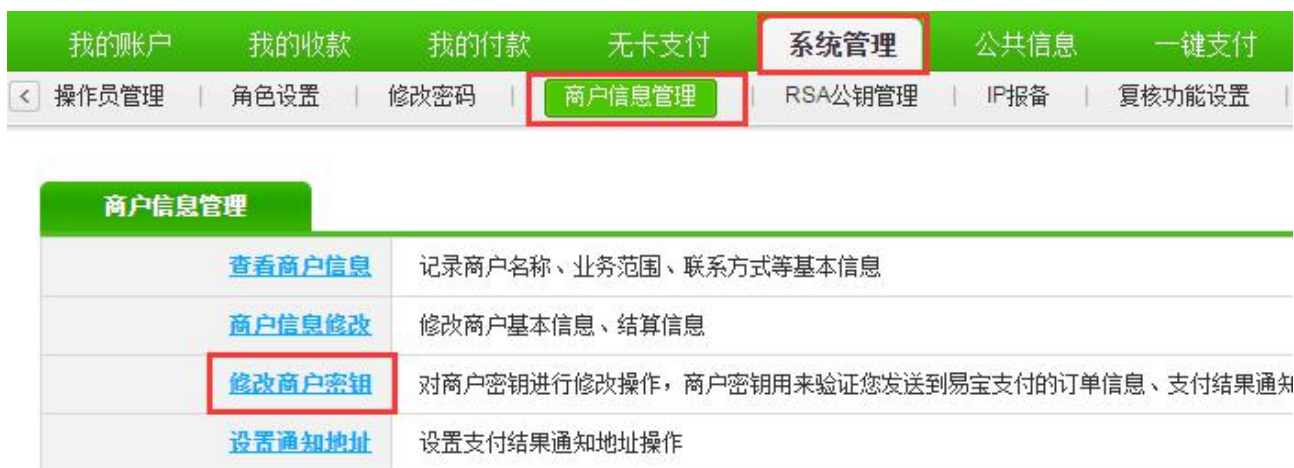 我的账户 我的收款 我的付款 无卡支付 系统管理 公共信息 一键支付
< 操作员管理 | 角色设置 | 修改密码 | 商户信息管理 | RSA公钥管理 | IP报备 | 复核功能设置 |
商户信息管理
查看商户信息 记录商户名称、业务范围、联系方式等基本信息
商户信息修改 修改商户基本信息、结算信息
修改商户密钥 对商户密钥进行修改操作，商户密钥用来验证您发送到易宝支付的订单信息、支付结果通知
设置通知地址 设置支付结果通知地址操作